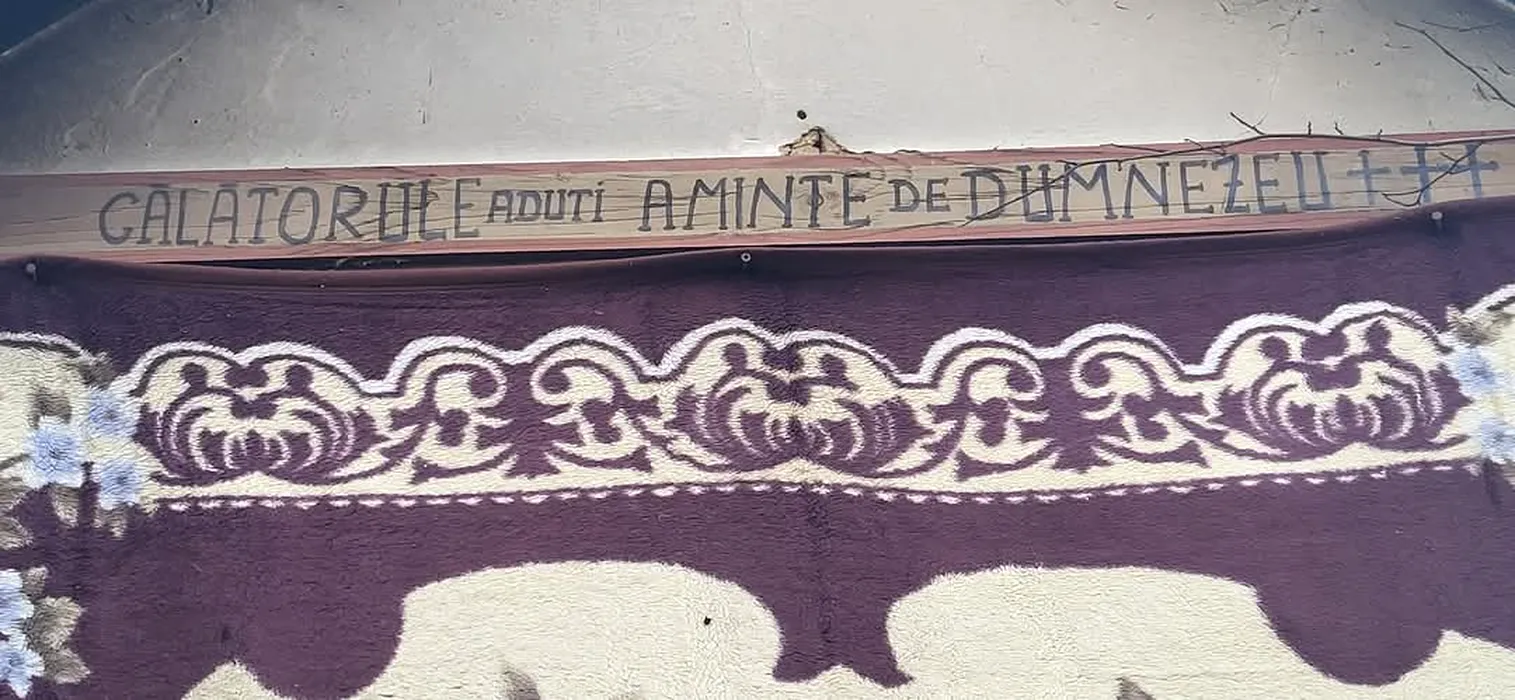 CALATORULE ADUTi AMINTE DE DUMNEZEU +++